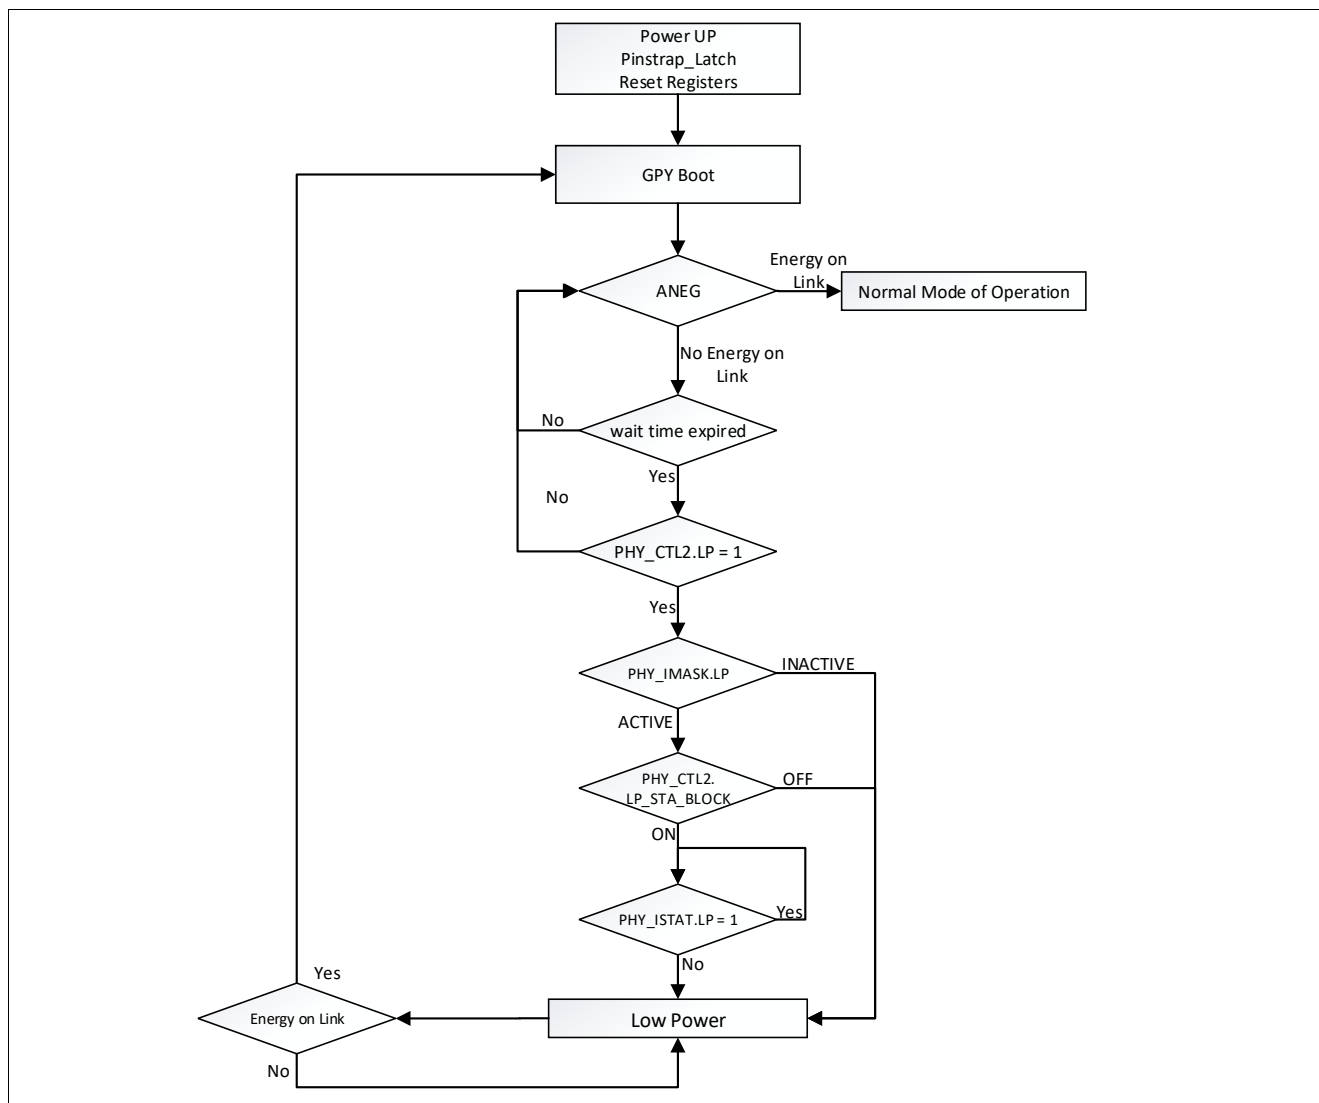 Power UP
Pinstrap_Latch
Reset Registers
GPY Boot
ANEG
Energy on
Link
Normal Mode of Operation
No Energy on
Link
No
wait time expired
Yes
No
PHY_CTL2.LP = 1
Yes
PHY_IMASK.LP
INACTIVE
ACTIVE
PHY_CTL2.
LP_STA_BLOCK
OFF
ON
PHY_ISTAT.LP = 1
Yes
No
Low Power
Yes
Energy on Link
No